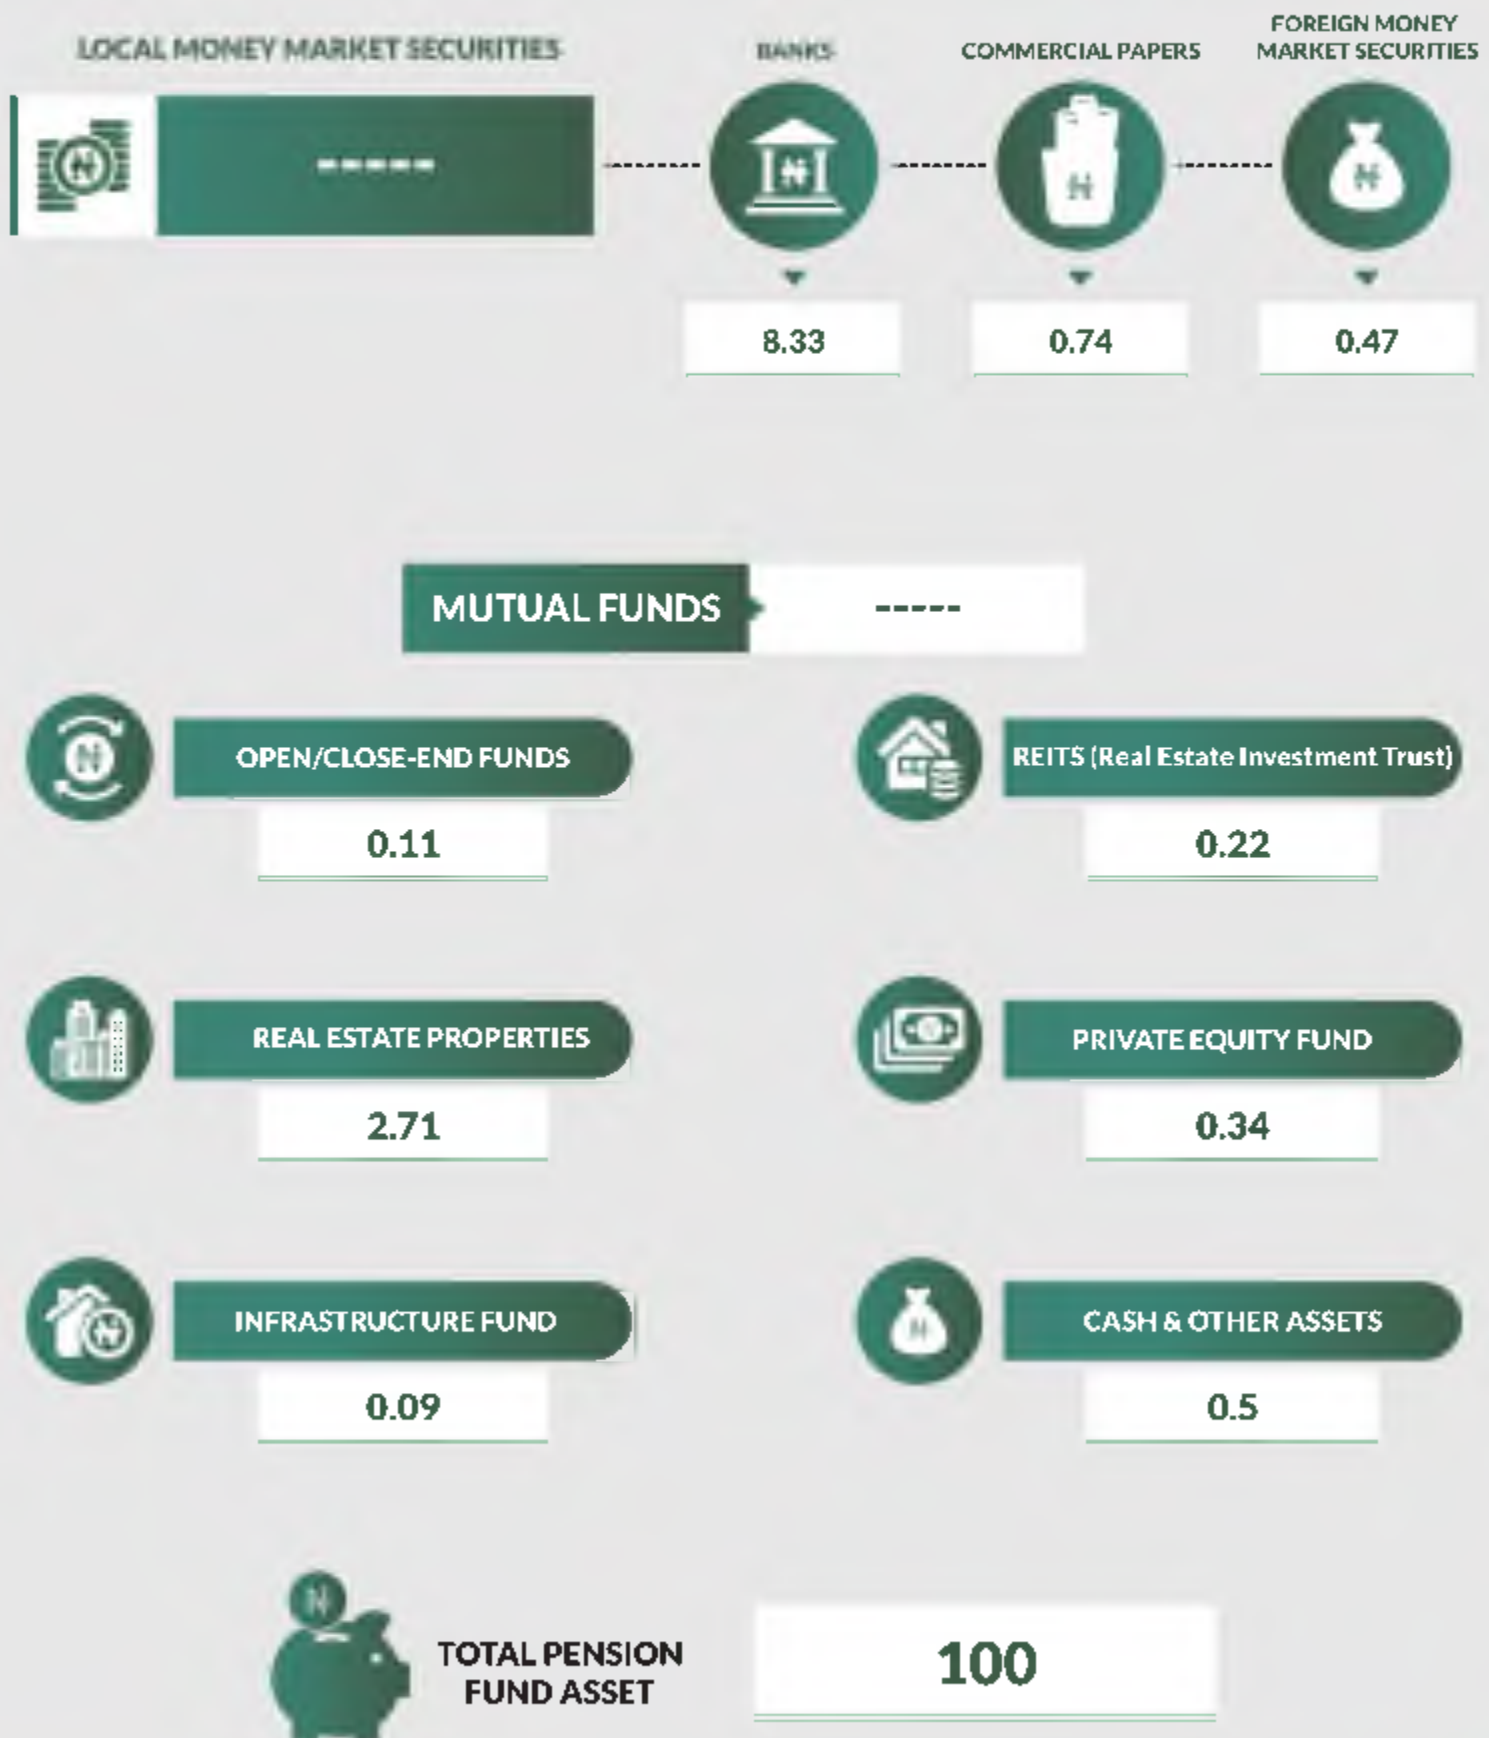 LOCAL MONEY MARKET SECURITIES
BANKS
COMMERCIAL PAPERS
FOREIGN MONEY
MARKET SECURITIES
-----
8.33
0.74
0.47
MUTUAL FUNDS
-----
OPEN/CLOSE-END FUNDS
0.11
REITS (Real Estate Investment Trust)
0.22
REAL ESTATE PROPERTIES
2.71
PRIVATE EQUITY FUND
0.34
INFRASTRUCTURE FUND
0.09
CASH & OTHER ASSETS
0.5
TOTAL PENSION
FUND ASSET
100